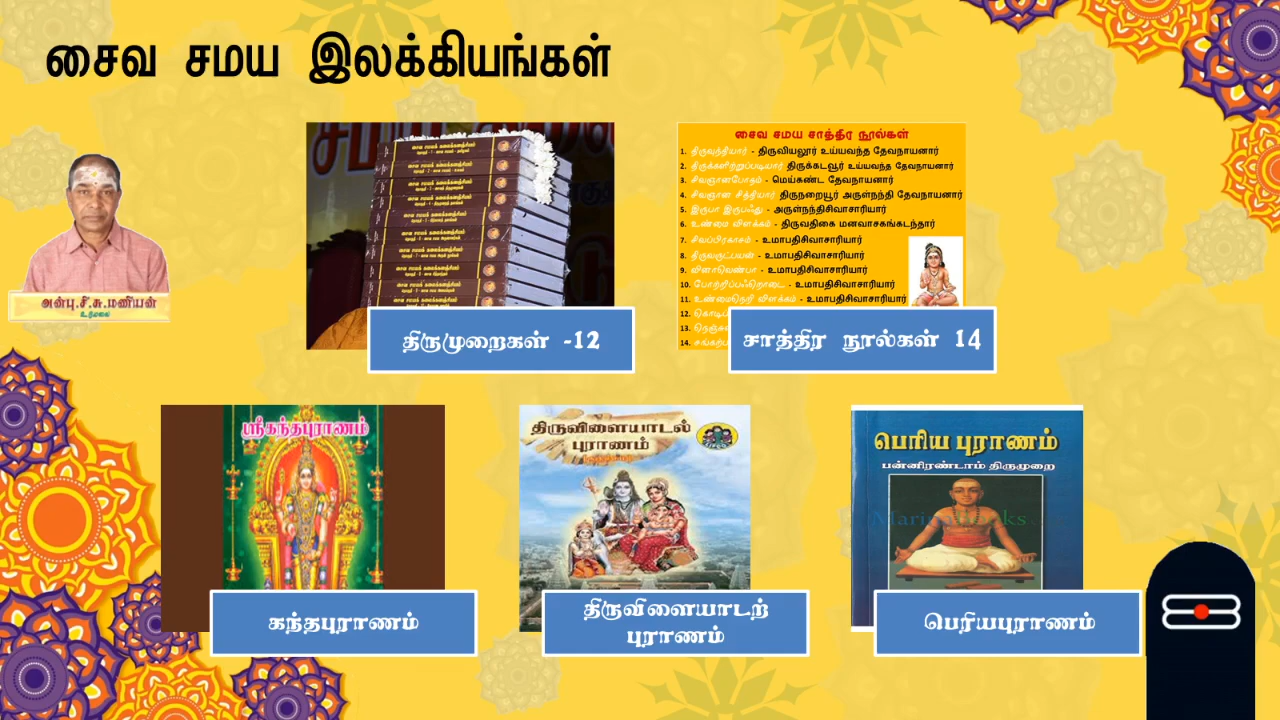 சைவ சமய இலக்கியங்கள்
அன்பு.சி.சு.மணியன்
சைவ சமய சாத்திர நூல்கள்
1. திருவுந்தியார் - திருவியலூர் உய்யவந்த தேவநாயனார்
2. திருக்களிற்றுப்படியார் திருக்கடவூர் உய்யவந்த தேவநாயனார்
3. சிவஞானபோதம் - மெய்கண்ட தேவநாயனார்
4. சிவஞான சித்தியார் திருநறையூர் அருள்நந்தி தேவநாயனார்
5. இருபா இருபஃது - அருள்நந்திசிவாசாரியார்
6. உண்மை விளக்கம் - திருவதிகை மனவாசகங்கடந்தார்
7. சிவப்பிரகாசம் - உமாபதிசிவாசாரியார்
8. திருவருட்பயன் - உமாபதிசிவாசாரியார்
9. வினாவெண்பா - உமாபதிசிவாசாரியார்
10. போற்றிப்பஃறொடை - உமாபதிசிவாசாரியார்
11. உண்மைநெறி விளக்கம் - உமாபதிசிவாசாரியார்
12.
13.
14.
திருமுறைகள் -12
சாத்திர நூல்கள் 14
ஸ்ரீகந்தபுராணம்
திருவிளையாடல்
புராணம்
பெரிய புராணம்
பன்னிரண்டாம் திருமுறை
கந்தபுராணம்
திருவிளையாடற்
புராணம்
பெரியபுராணம்